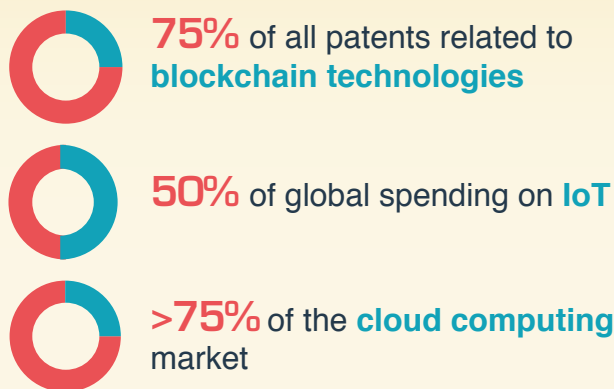 75% of all patents related to
blockchain technologies
50% of global spending on IoT
>75% of the cloud computing
market